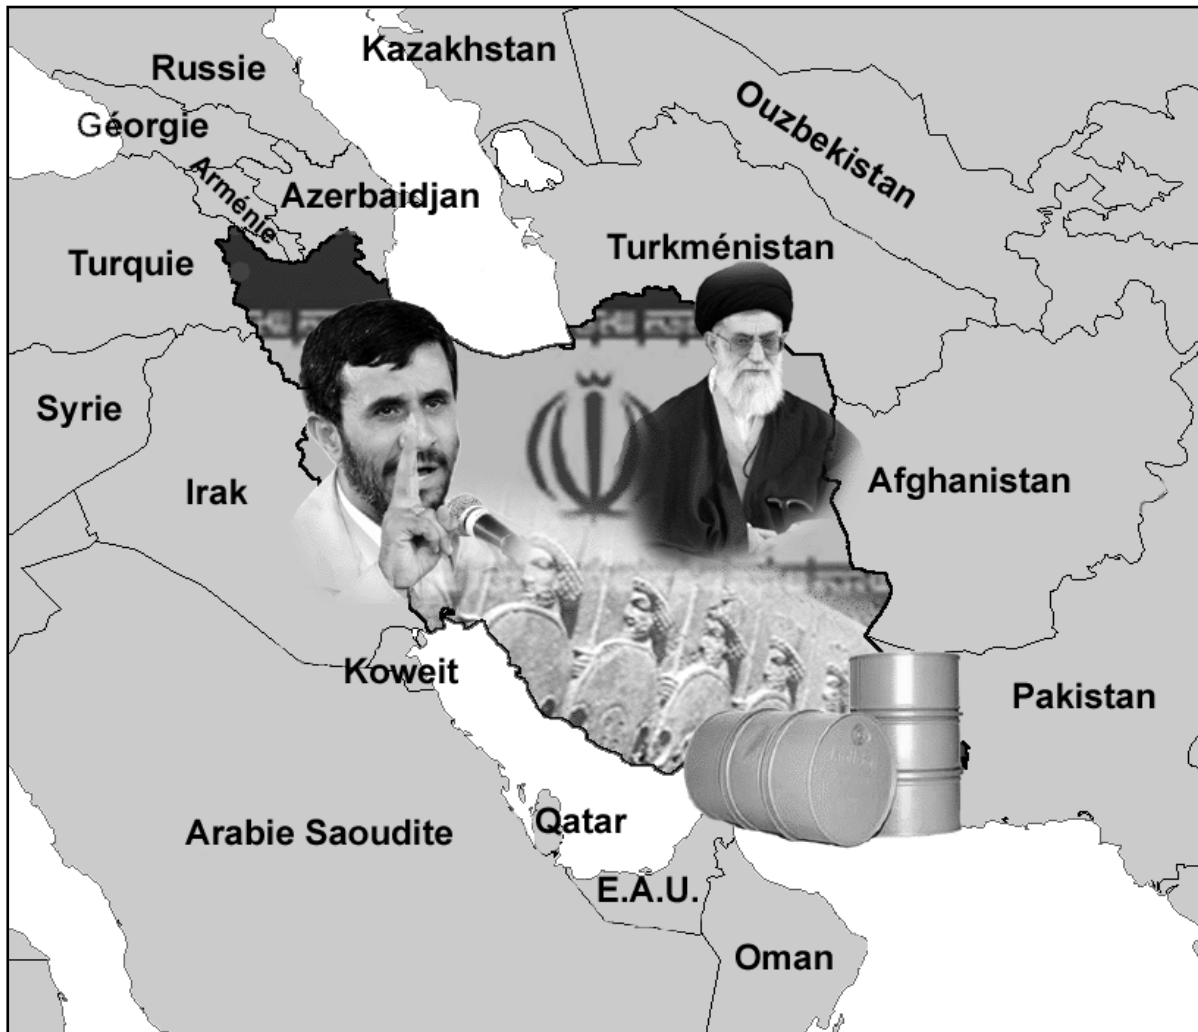 Kazakhstan
Russie
Ouzbekistan
Géorgie
Arménie
Azerbaidjan
Turquie
Turkménistan
Syrie
Irak
Afghanistan
Koweit
Pakistan
Arabie Saoudite
Qatar
E.A.U.
Oman